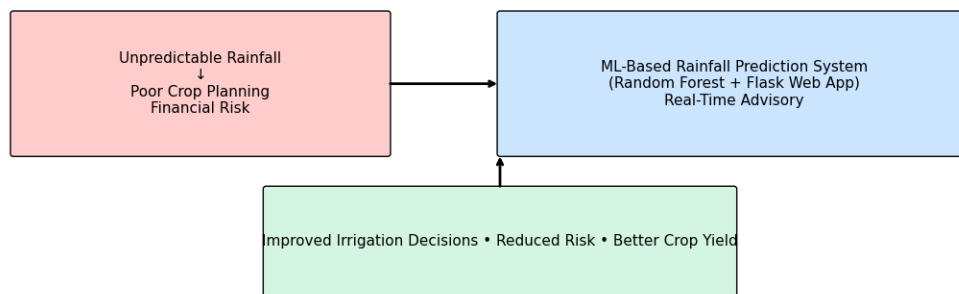 Unpredictable Rainfall
↓
Poor Crop Planning
Financial Risk
ML-Based Rainfall Prediction System
(Random Forest + Flask Web App)
Real-Time Advisory
Improved Irrigation Decisions • Reduced Risk • Better Crop Yield